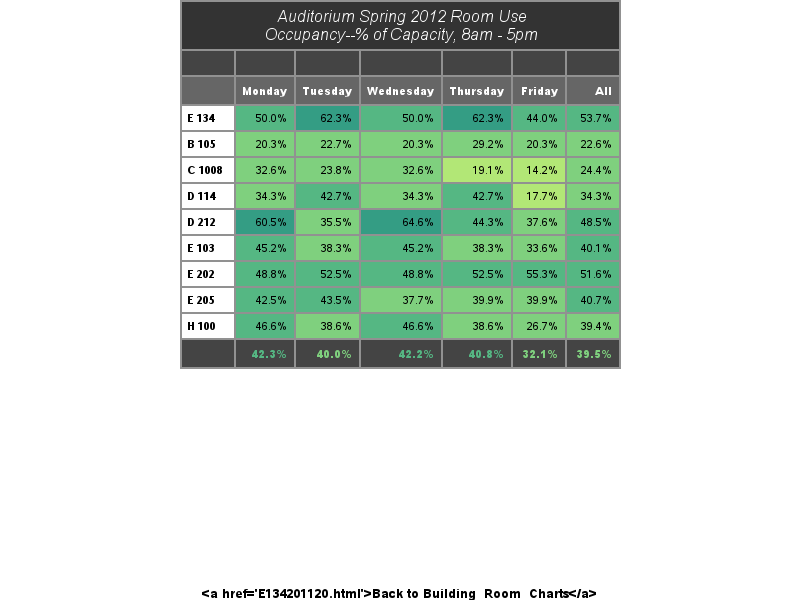 Auditorium Spring 2012 Room Use
Occupancy--% of Capacity, 8am - 5pm
Monday Tuesday Wednesday Thursday Friday All
E 134 50.0% 62.3% 50.0% 62.3% 44.0% 53.7%
B 105 20.3% 22.7% 20.3% 29.2% 20.3% 22.6%
C 1008 32.6% 23.8% 32.6% 19.1% 14.2% 24.4%
D 114 34.3% 42.7% 34.3% 42.7% 17.7% 34.3%
D 212 60.5% 35.5% 64.6% 44.3% 37.6% 48.5%
E 103 45.2% 38.3% 45.2% 38.3% 33.6% 40.1%
E 202 48.8% 52.5% 48.8% 52.5% 55.3% 51.6%
E 205 42.5% 43.5% 37.7% 39.9% 39.9% 40.7%
H 100 46.6% 38.6% 46.6% 38.6% 26.7% 39.4%
42.3% 40.0% 42.2% 40.8% 32.1% 39.5%
<a href='E134201120.html'>Back to Building_Room_Charts</a>